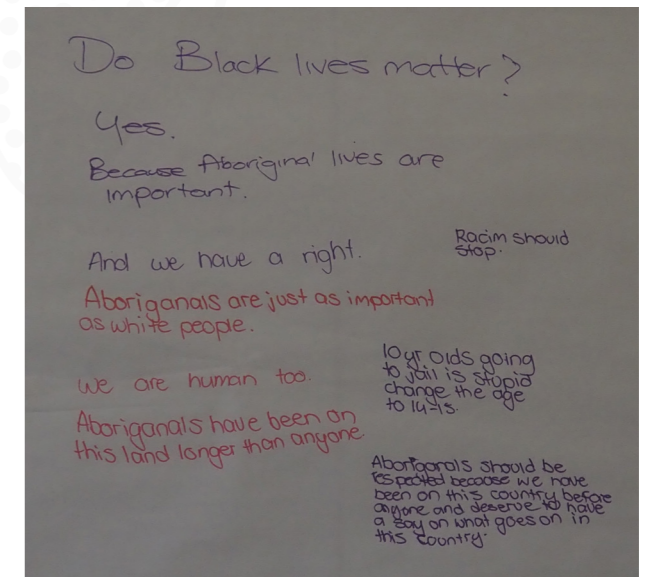 Do Black lives matter?
Yes.
Because Aboriginal lives are
important.
And we have a right.
Racim should
stop.
Aboriganals are just as important
as white people.
we are human too.
10yr olds going
to jail is stupid
change the age
to 14-15.
Aboriganals have been on
this land longer than anyone.
Aboriganals should be
respected because we have
been on this country before
anyone and deserve to have
a say on what goes on in
this country.